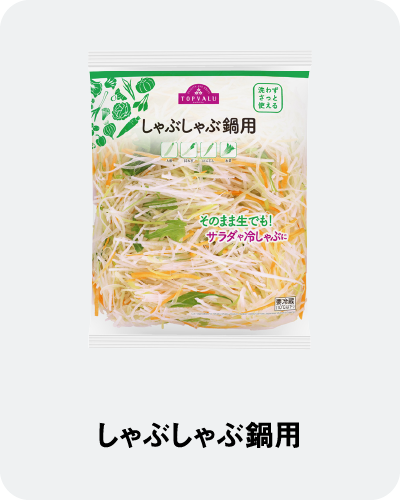 TOPVALU
洗わず
さっと
使える
しゃぶしゃぶ鍋用
そのまま生でも!
サラダや冷しゃぶに
要冷蔵
しゃぶしゃぶ鍋用